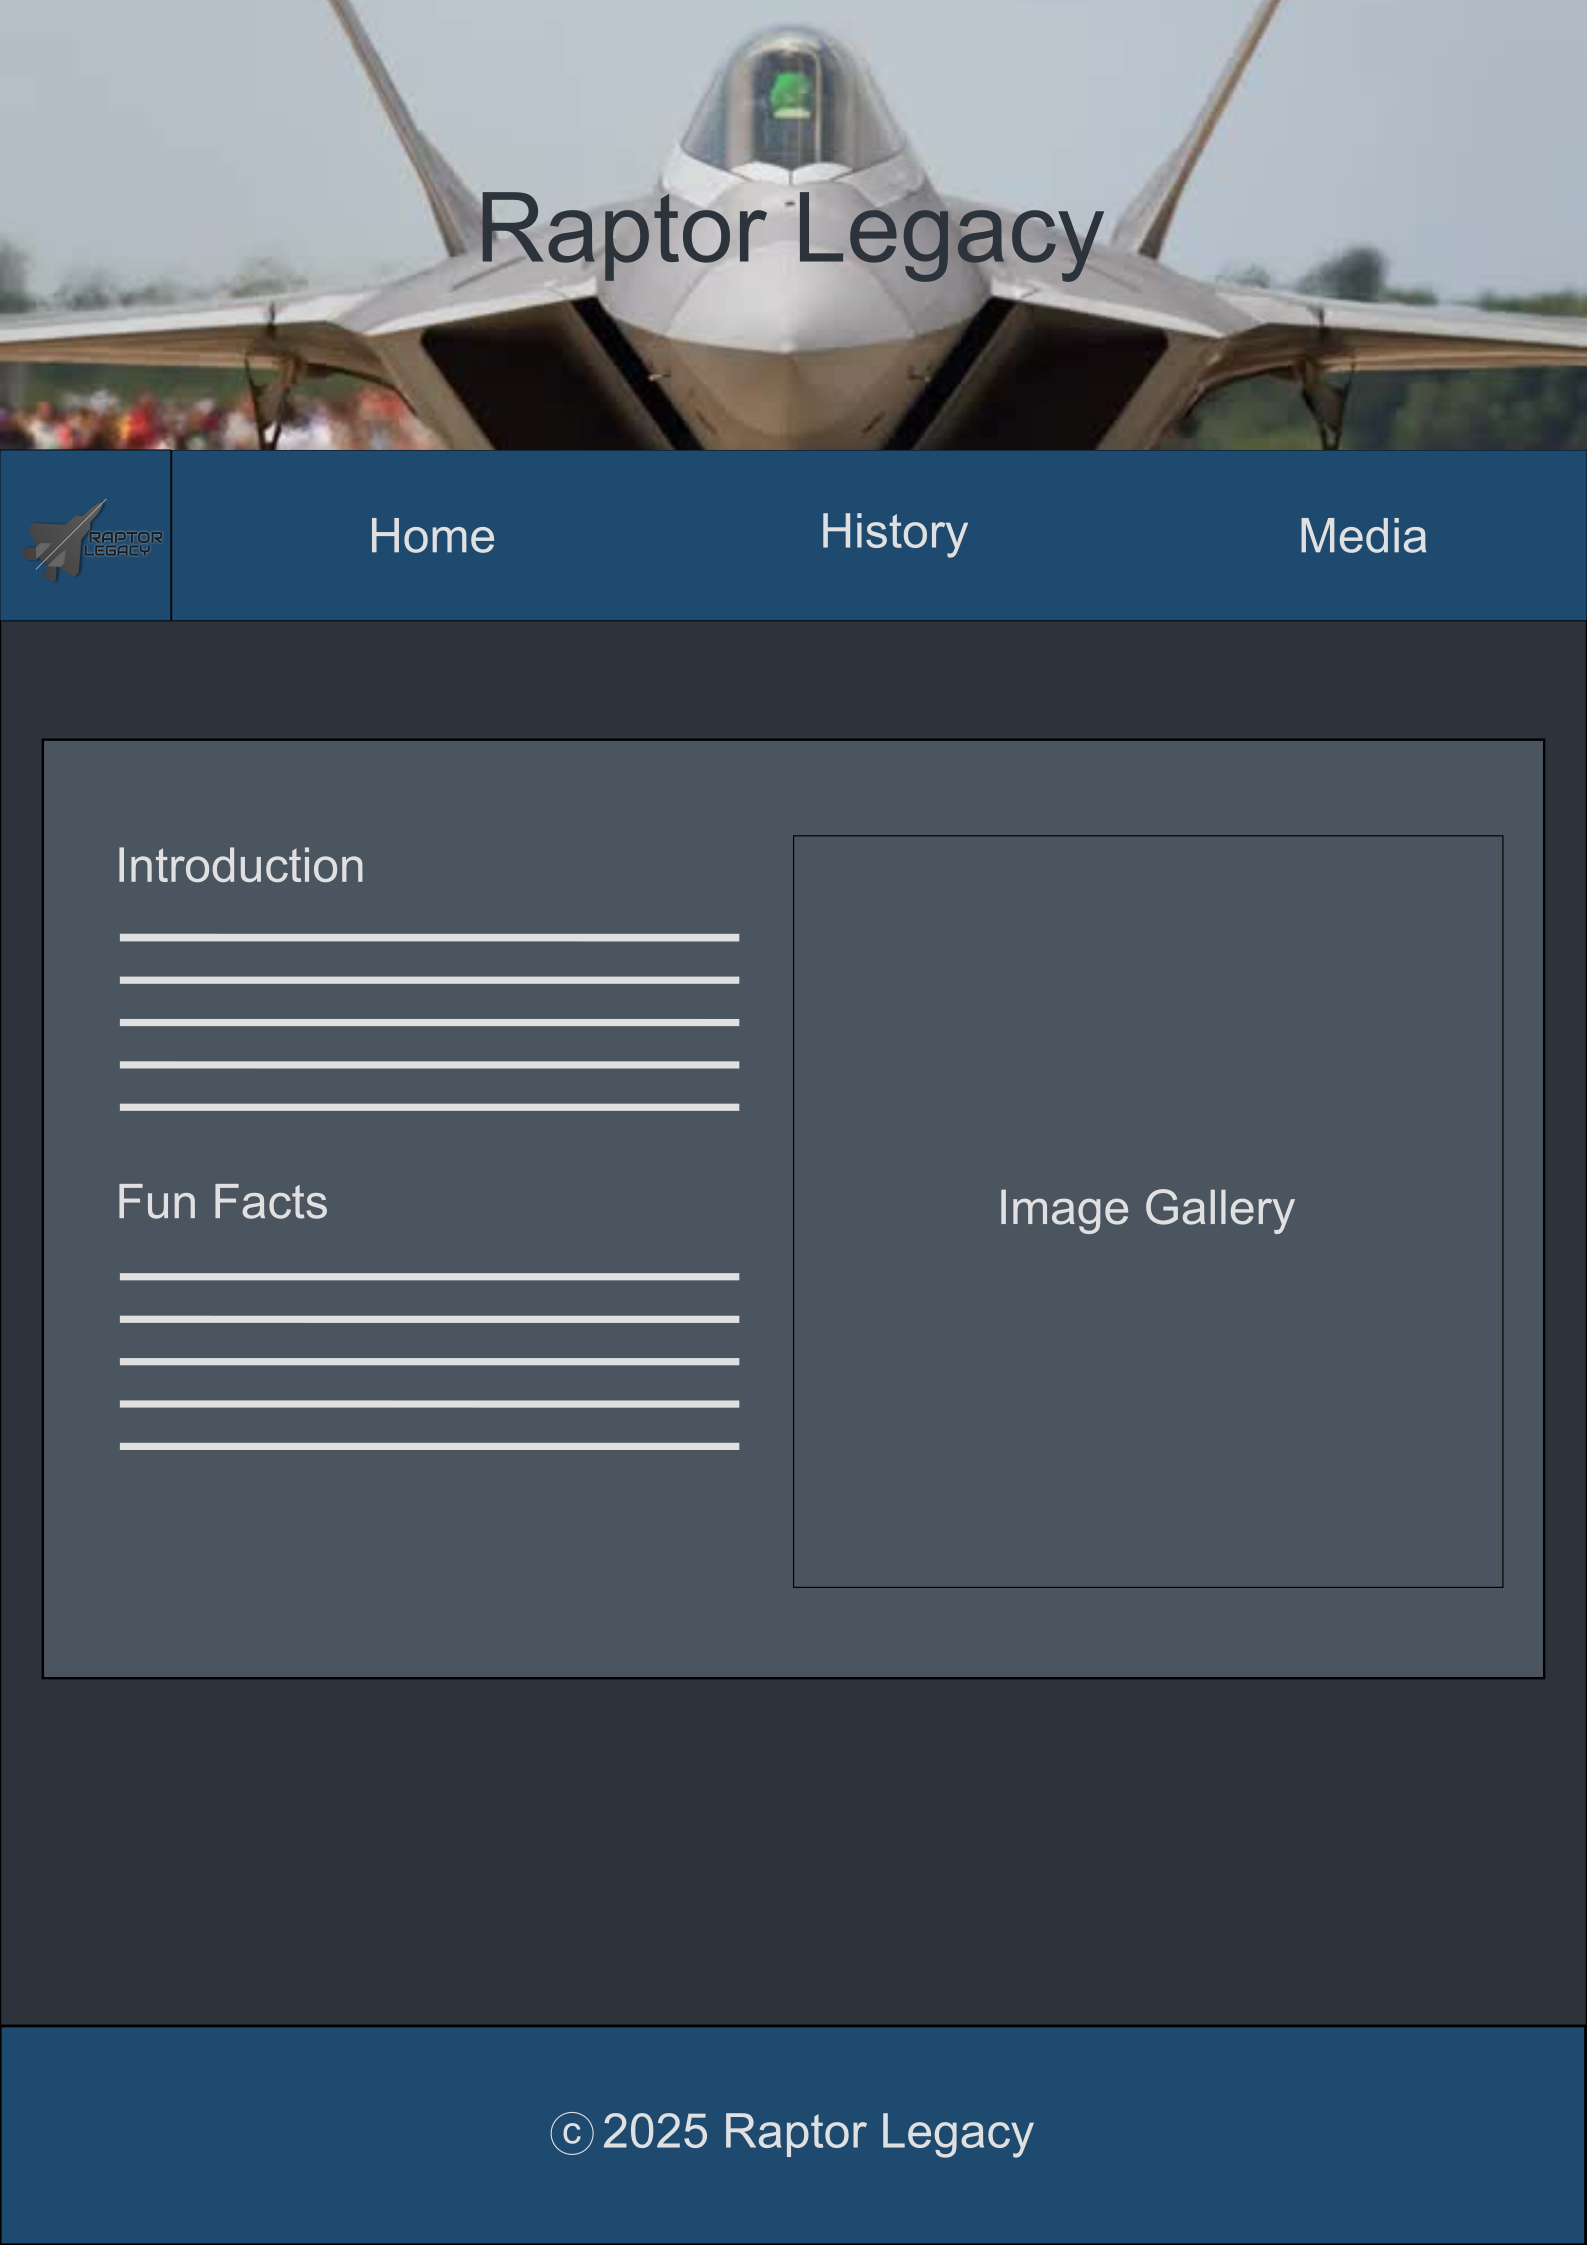 Raptor Legacy
RAPTOR
LEGACY
Home
History
Media
Introduction
Fun Facts
Image Gallery
ⓒ 2025 Raptor Legacy